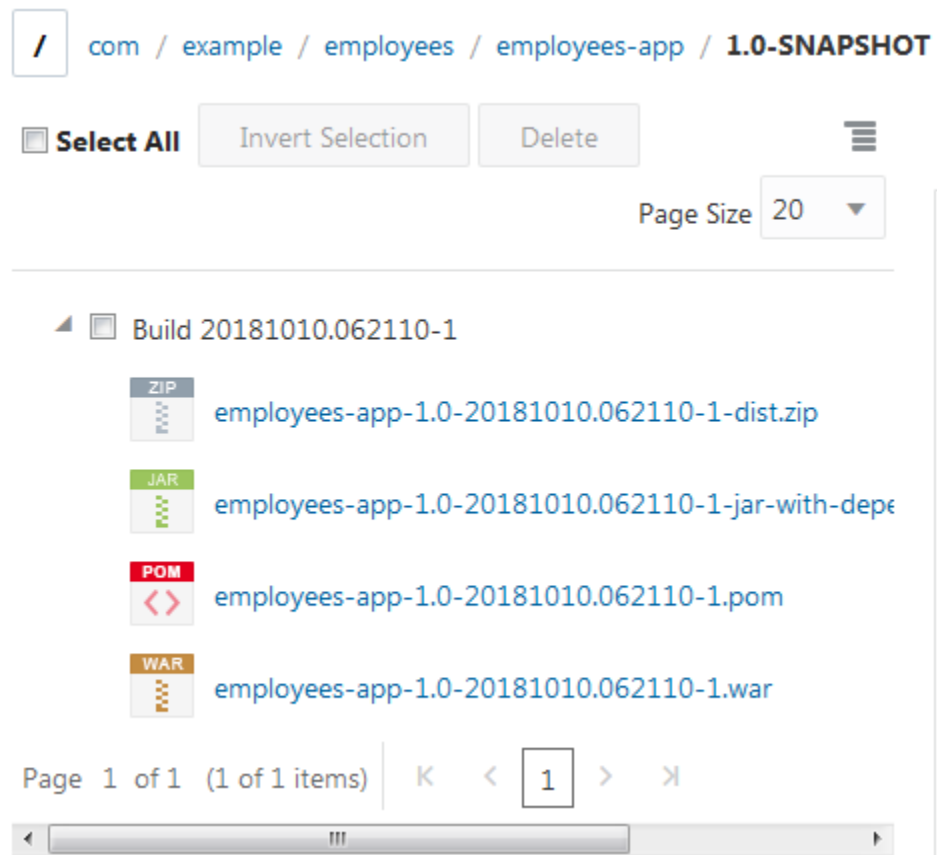 / com / example / employees / employees-app / 1.0-SNAPSHOT
Select All Invert Selection Delete
Page Size 20
Build 20181010.062110-1
ZIP
employees-app-1.0-20181010.062110-1-dist.zip
JAR
employees-app-1.0-20181010.062110-1-jar-with-depe
POM
employees-app-1.0-20181010.062110-1.pom
WAR
employees-app-1.0-20181010.062110-1.war
Page 1 of 1 (1 of 1 items) K < 1 > >|